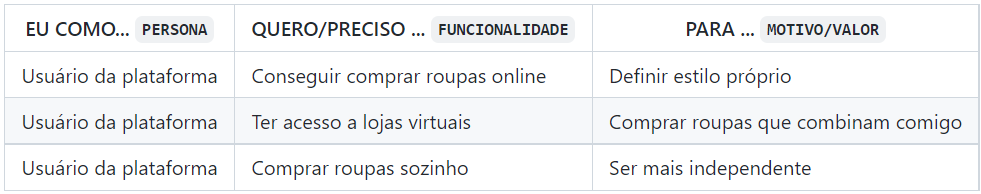 EU COMO... PERSONA QUERO/PRECISO ... FUNCIONALIDADE PARA ... MOTIVO/VALOR
Usuário da plataforma Conseguir comprar roupas online Definir estilo próprio
Usuário da plataforma Ter acesso a lojas virtuais Comprar roupas que combinam comigo
Usuário da plataforma Comprar roupas sozinho Ser mais independente